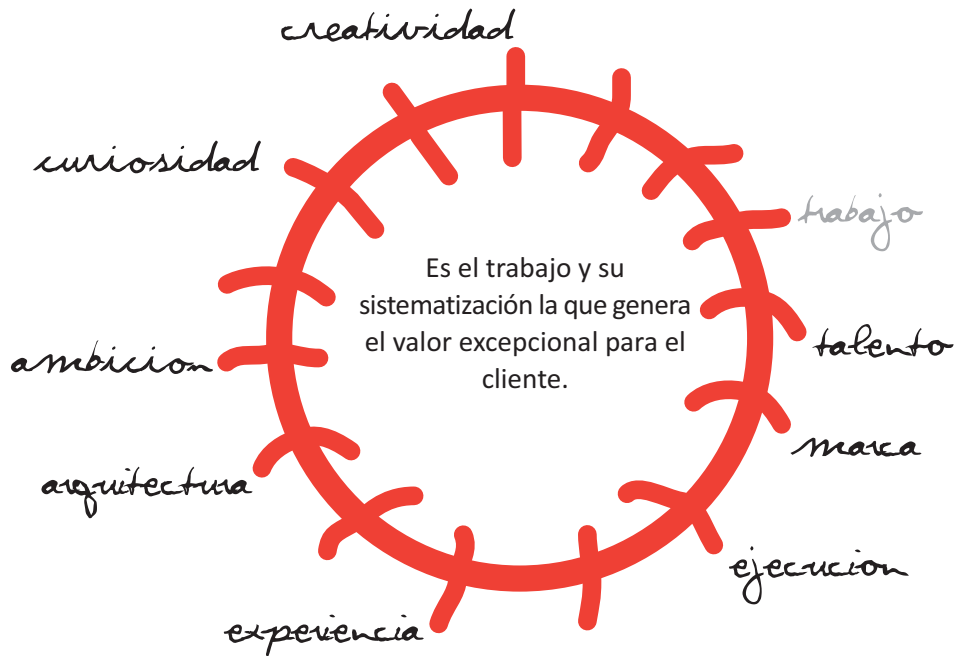 creatividad
curiosidad
trabajo
Es el trabajo y su
sistematización la que genera
el valor excepcional para el
cliente.
ambicion
talento
marca
arquitectura
ejecucion
experiencia